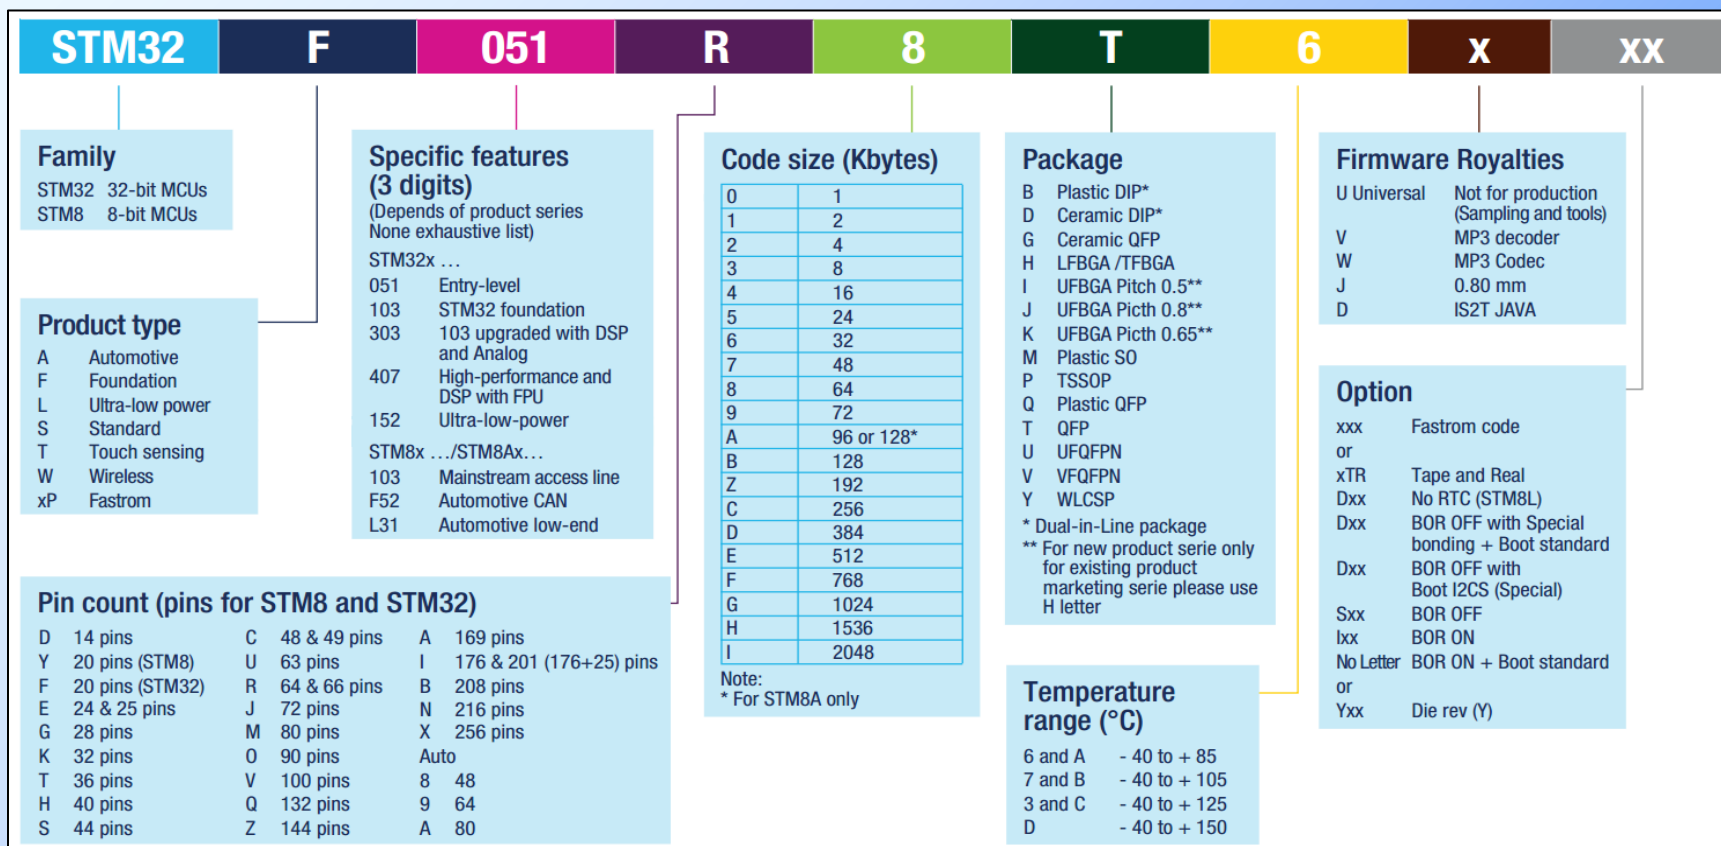 STM32 F 051 R 8 T 6 x xx
Family
STM32 32-bit MCUs
STM8 8-bit MCUs
Product type
A Automotive
F Foundation
L Ultra-low power
S Standard
T Touch sensing
W Wireless
xP Fastrom
Specific features
(3 digits)
(Depends of product series
None exhaustive list)
STM32x ...
051 Entry-level
103 STM32 foundation
303 103 upgraded with DSP
and Analog
407 High-performance and
DSP with FPU
152 Ultra-low-power
STM8x .../STM8Ax...
103 Mainstream access line
F52 Automotive CAN
L31 Automotive low-end
Pin count (pins for STM8 and STM32)
D 14 pins C 48 & 49 pins A 169 pins
Y 20 pins (STM8) U 63 pins I 176 & 201 (176+25) pins
F 20 pins (STM32) R 64 & 66 pins B 208 pins
E 24 & 25 pins J 72 pins N 216 pins
G 28 pins M 80 pins X 256 pins
K 32 pins O 90 pins Auto
T 36 pins V 100 pins 8 48
H 40 pins Q 132 pins 9 64
S 44 pins Z 144 pins A 80
Code size (Kbytes)
0 1
1 2
2 4
3 8
4 16
5 24
6 32
7 48
8 64
9 72
A 96 or 128*
B 128
Z 192
C 256
D 384
E 512
F 768
G 1024
H 1536
I 2048
Note:
* For STM8A only
Package
B Plastic DIP*
D Ceramic DIP*
G Ceramic QFP
H LFBGA /TFBGA
I UFBGA Pitch 0.5**
J UFBGA Picth 0.8**
K UFBGA Picth 0.65**
M Plastic SO
P TSSOP
Q Plastic QFP
T QFP
U UFQFPN
V VFQFPN
Y WLCSP
* Dual-in-Line package
** For new product serie only
for existing product
marketing serie please use
H letter
Temperature
range (°C)
6 and A - 40 to + 85
7 and B - 40 to + 105
3 and C - 40 to + 125
D - 40 to + 150
Firmware Royalties
U Universal Not for production
(Sampling and tools)
V MP3 decoder
W MP3 Codec
J 0.80 mm
D IS2T JAVA
Option
xxx Fastrom code
or
xTR Tape and Real
Dxx No RTC (STM8L)
Dxx BOR OFF with Special
bonding + Boot standard
Dxx BOR OFF with
Boot I2CS (Special)
Sxx BOR OFF
Ixx BOR ON
No Letter BOR ON + Boot standard
or
Yxx Die rev (Y)